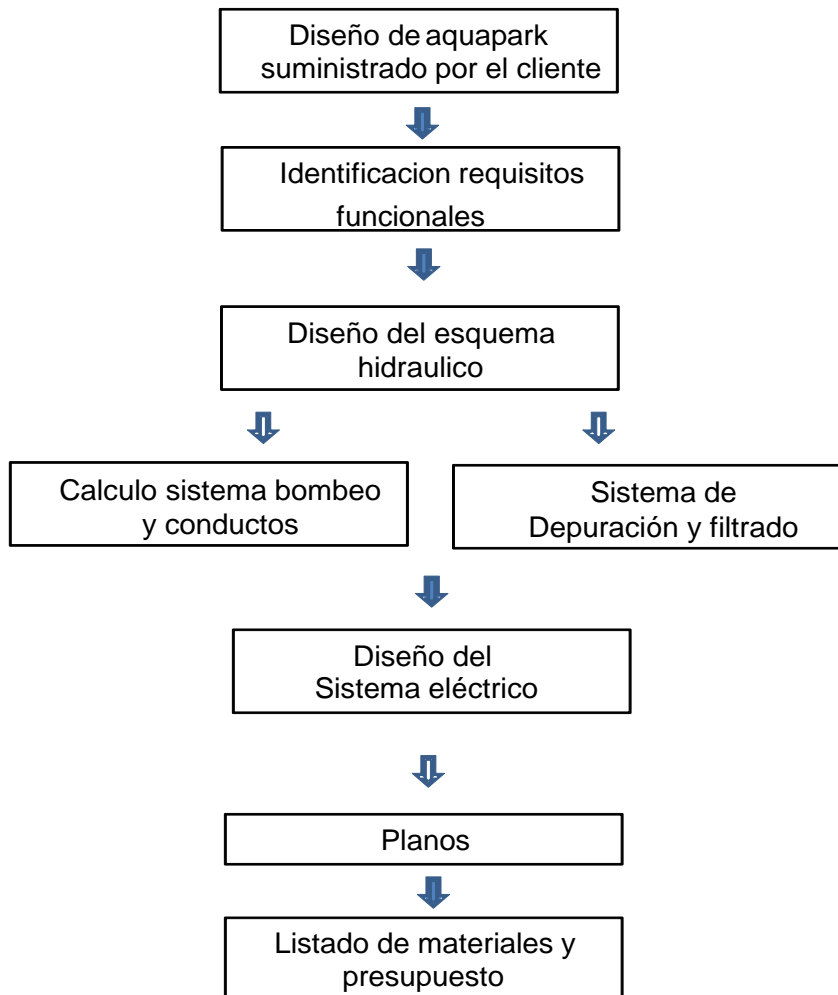 Diseño de aquapark
suministrado por el cliente
Identificacion requisitos
funcionales
Diseño del esquema
hidraulico
Calculo sistema bombeo
y conductos
Sistema de
Depuración y filtrado
Diseño del
Sistema eléctrico
Planos
Listado de materiales y
presupuesto